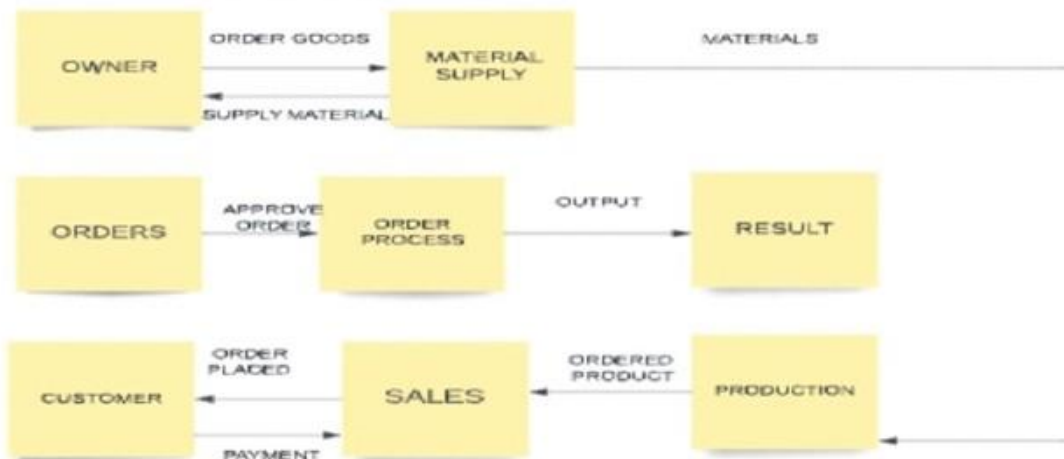 ORDER GOODS
MATERIALS
OWNER
MATERIAL
SUPPLY
SUPPLY MATERIAL
APPROVE
ORDER
OUTPUT
ORDERS
ORDER
PROCESS
RESULT
ORDER
PLACED
ORDERED
PRODUCT
CUSTOMER
SALES
PRODUCTION
PAYMENT